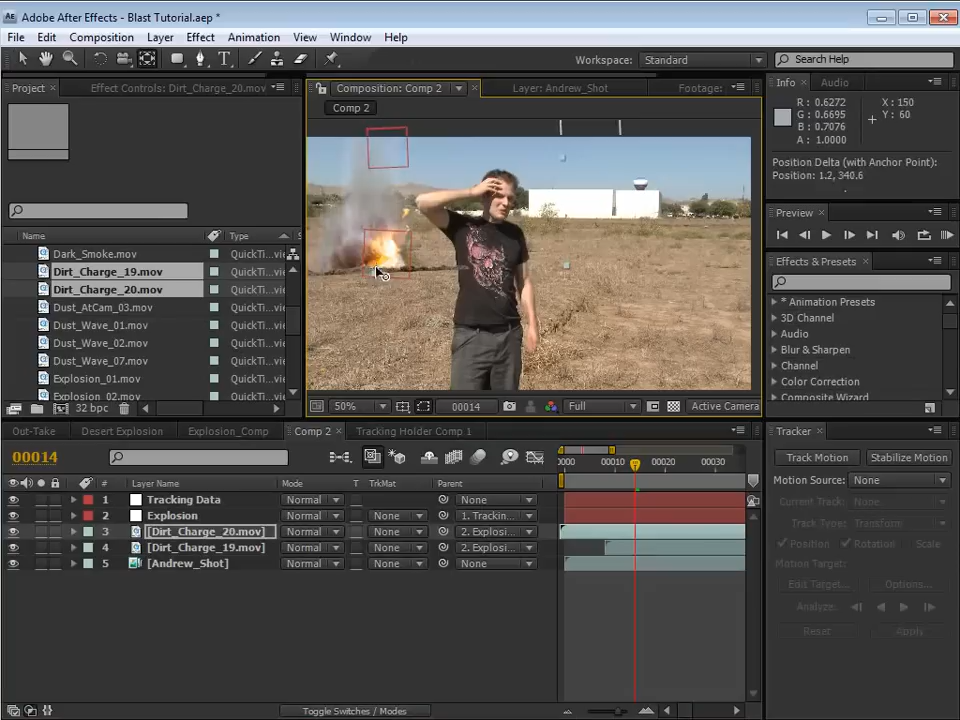 Adobe After Effects - Blast Tutorial.aep *
File Edit Composition Layer Effect Animation View Window Help
Workspace: Standard Search Help
Project × Effect Controls: Dirt_Charge_20.mov
Composition: Comp 2 Layer: Andrew_Shot Footage:
Info × Audio
Comp 2
R : 0.6272
G : 0.6695
B : 0.7076
A : 1.0000
X : 150
Y : 60
Position Delta (with Anchor Point):
Position: 1.2, 340.6
Preview ×
Name Type
Dark_Smoke.mov QuickTi...vie
Dirt_Charge_19.mov QuickTi...vie
Dirt_Charge_20.mov QuickTi...vie
Dust_AtCam_03.mov QuickTi...vie
Dust_Wave_01.mov QuickTi...vie
Dust_Wave_02.mov QuickTi...vie
Dust_Wave_07.mov QuickTi...vie
Explosion_01.mov QuickTi...vie
Explosion_02.mov QuickTi...vie
32 bpc
Effects & Presets ×
* Animation Presets
3D Channel
Audio
Blur & Sharpen
Channel
Color Correction
Composite Wizard
50% 00014 Full Active Camera
Out-Take Desert Explosion Explosion_Comp Comp 2 × Tracking Holder Comp 1
00014
0000 00010 00020 00030
# Layer Name Mode T TrkMat Parent
1 Tracking Data Normal None
2 Explosion Normal None 1. Trackin...
3 [Dirt_Charge_20.mov] Normal None 2. Explosi...
4 [Dirt_Charge_19.mov] Normal None 2. Explosi...
5 [Andrew_Shot] Normal None None
Toggle Switches / Modes
Tracker ×
Track Motion Stabilize Motion
Motion Source: None
Current Track: None
Track Type: Transform
Position Rotation Scale
Motion Target:
Edit Target... Options...
Analyze:
Reset Apply